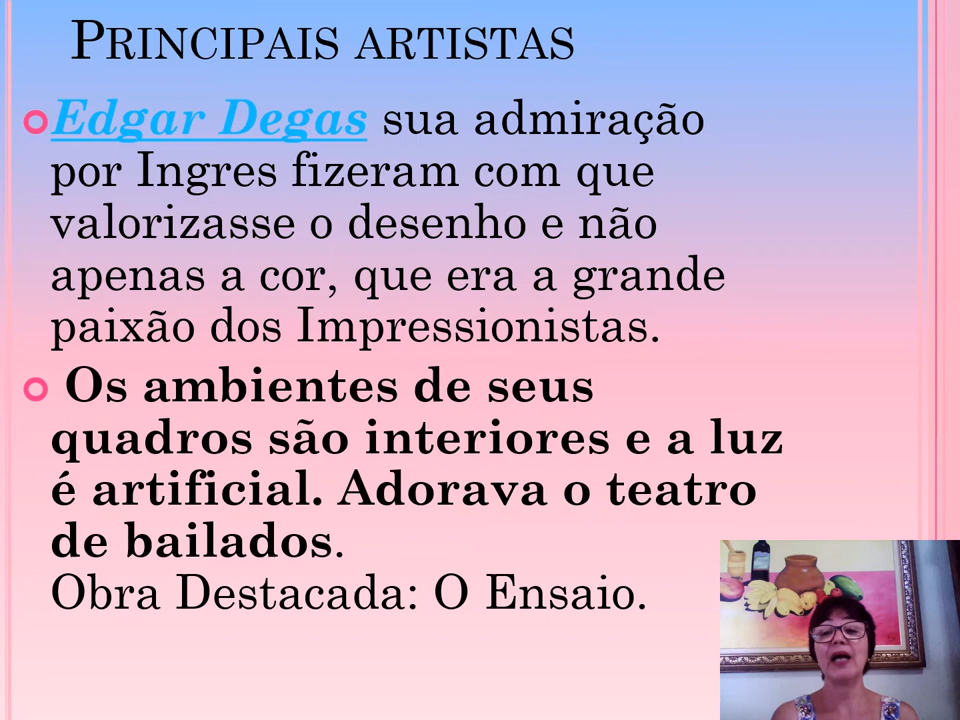 PRINCIPAIS ARTISTAS
Edgar Degas sua admiração
por Ingres fizeram com que
valorizasse o desenho e não
apenas a cor, que era a grande
paixão dos Impressionistas.
Os ambientes de seus
quadros são interiores e a luz
é artificial. Adorava o teatro
de bailados.
Obra Destacada: O Ensaio.